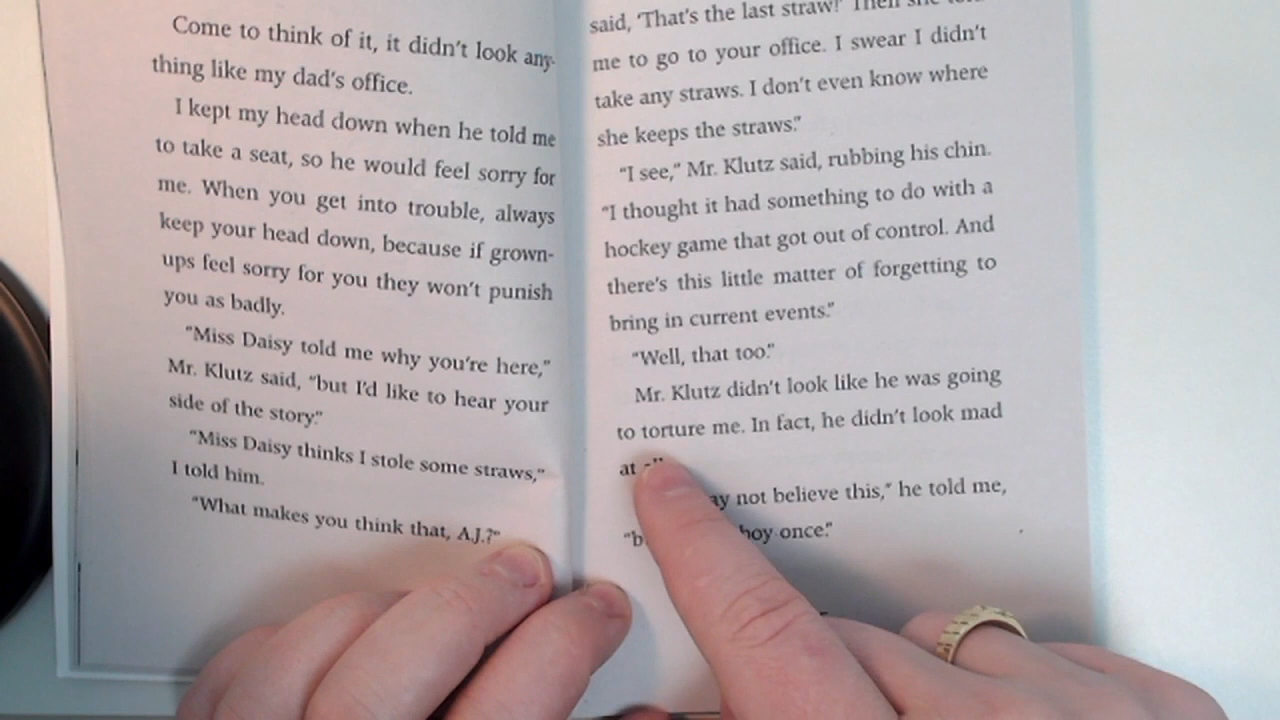 Come to think of it, it didn't look any-
thing like my dad's office.
I kept my head down when he told me
to take a seat, so he would feel sorry for
me. When you get into trouble, always
keep your head down, because if grown-
ups feel sorry for you they won't punish
you as badly.
"Miss Daisy told me why you're here,"
Mr. Klutz said, "but I'd like to hear your
side of the story."
"Miss Daisy thinks I stole some straws,"
I told him.
"What makes you think that, A.J.?"
said, 'That's the last straw!' Then she told
me to go to your office. I swear I didn't
take any straws. I don't even know where
she keeps the straws."
"I see," Mr. Klutz said, rubbing his chin.
"I thought it had something to do with a
hockey game that got out of control. And
there's this little matter of forgetting to
bring in current events."
"Well, that too."
Mr. Klutz didn't look like he was going
to torture me. In fact, he didn't look mad
at
not believe this," he told me,
boy once."